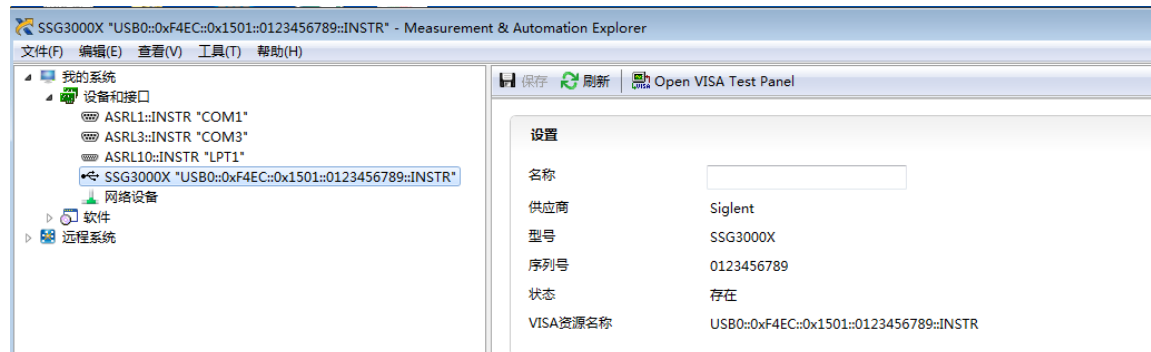 SSG3000X "USB0::0xF4EC::0x1501::0123456789::INSTR" - Measurement & Automation Explorer
文件(F) 编辑(E) 查看(V) 工具(T) 帮助(H)
我的系统
设备和接口
ASRL1::INSTR "COM1"
ASRL3::INSTR "COM3"
ASRL10::INSTR "LPT1"
SSG3000X "USB0::0xF4EC::0x1501::0123456789::INSTR"
网络设备
软件
远程系统
保存 刷新 Open VISA Test Panel
设置
名称
供应商 Siglent
型号 SSG3000X
序列号 0123456789
状态 存在
VISA资源名称 USB0::0xF4EC::0x1501::0123456789::INSTR